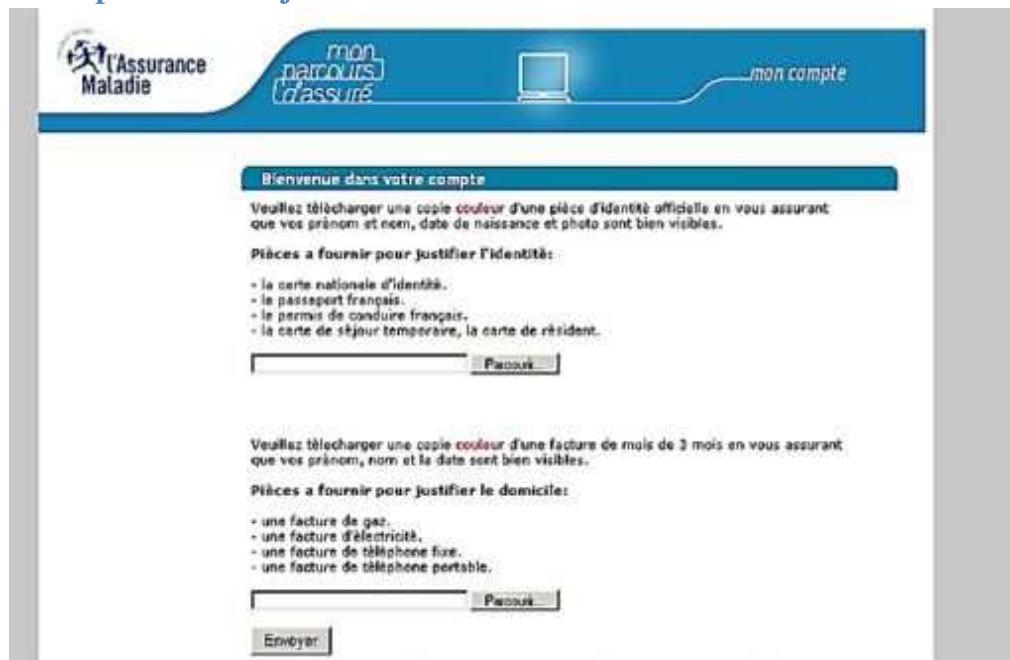 l'Assurance
Maladie
mon
parcours
d'assuré
mon compte
Bienvenue dans votre compte
Veuillez télécharger une copie couleur d'une pièce d'identité officielle en vous assurant
que vos prénom et nom, date de naissance et photo sont bien visibles.
Pièces a fournir pour justifier l'identité:
- la carte nationale d'identité.
- le passeport français.
- le permis de conduire français.
- la carte de séjour temporaire, la carte de résident.
Parcourir...
Veuillez télécharger une copie couleur d'une facture de mois de 3 mois en vous assurant
que vos prénom, nom et la date sont bien visibles.
Pièces a fournir pour justifier le domicile:
- une facture de gaz.
- une facture d'électricité.
- une facture de téléphone fixe.
- une facture de téléphone portable.
Parcourir...
Envoyer